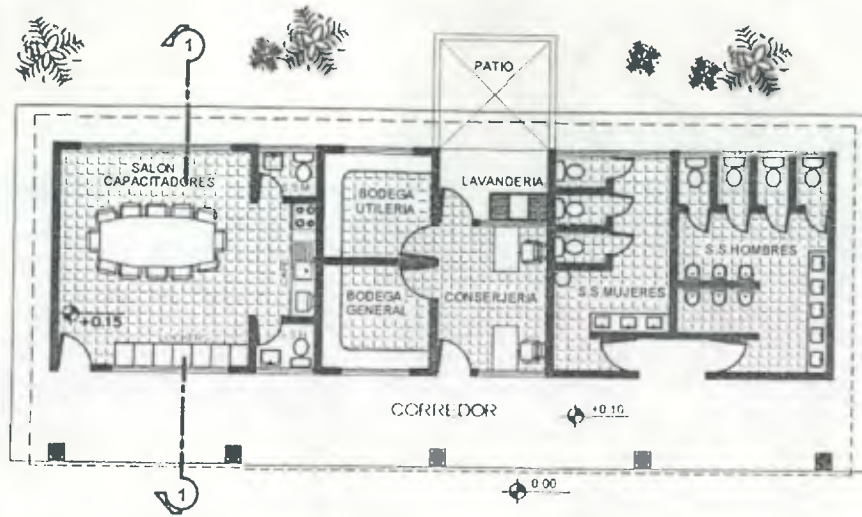 1
PATIO
SALON
CAPACITADORES
BODEGA
UTILERIA
LAVANDERIA
S.S.HOMBRES
BODEGA
GENERAL
CONSERJERIA
S.S.MUJERES
+0.15
CORREDOR
+0.10
0.00
1